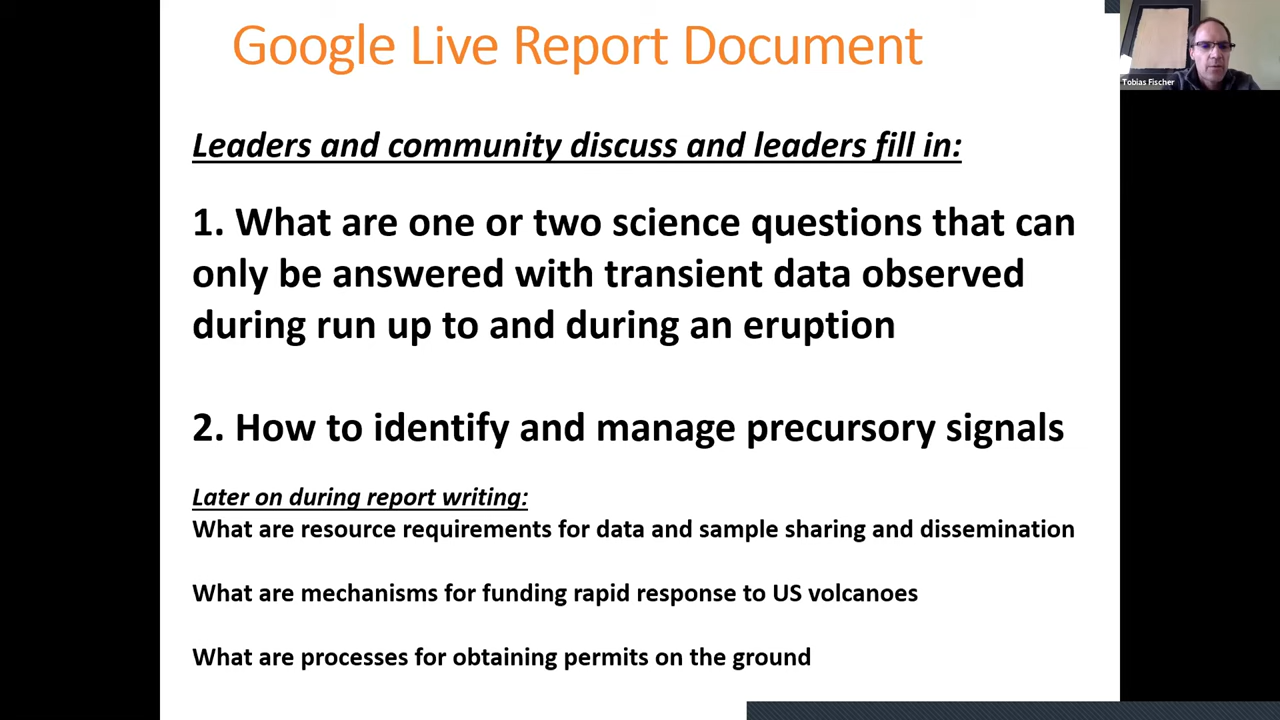 Google Live Report Document
Tobias Fischer
Leaders and community discuss and leaders fill in:
1. What are one or two science questions that can
only be answered with transient data observed
during run up to and during an eruption
2. How to identify and manage precursory signals
Later on during report writing:
What are resource requirements for data and sample sharing and dissemination
What are mechanisms for funding rapid response to US volcanoes
What are processes for obtaining permits on the ground